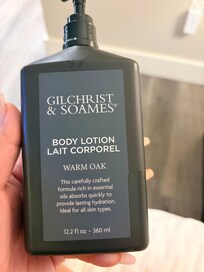 GILCHRIST
& SOAMES®
BODY LOTION
LAIT CORPOREL
WARM OAK
This carefully crafted
formula rich in essential
oils absorbs quickly to
provide lasting hydration.
Ideal for all skin types.
12.2 fl oz - 360 ml